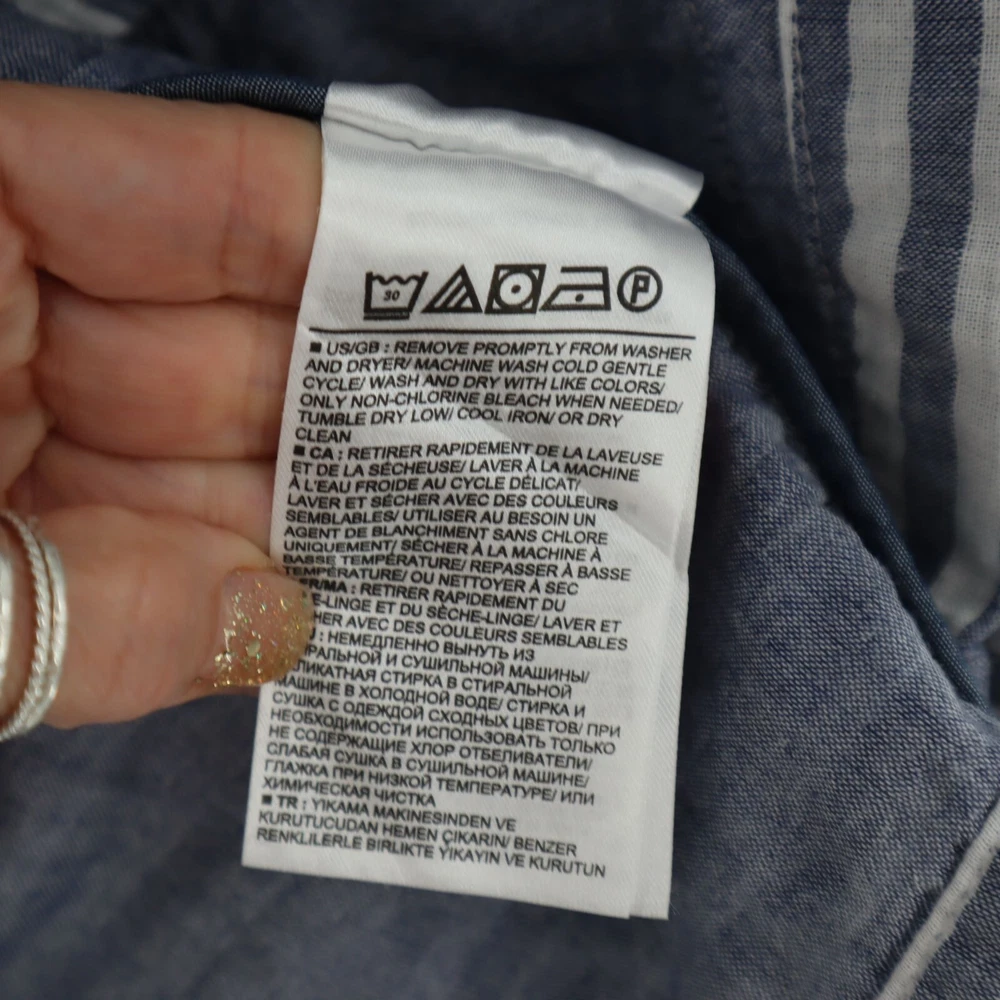 30 P
■ US/GB : REMOVE PROMPTLY FROM WASHER
AND DRYER/ MACHINE WASH COLD GENTLE
CYCLE/ WASH AND DRY WITH LIKE COLORS/
ONLY NON-CHLORINE BLEACH WHEN NEEDED/
TUMBLE DRY LOW/ COOL IRON/ OR DRY
CLEAN
■ CA : RETIRER RAPIDEMENT DE LA LAVEUSE
ET DE LA SÉCHEUSE/ LAVER À LA MACHINE
À L'EAU FROIDE AU CYCLE DÉLICAT/
LAVER ET SÉCHER AVEC DES COULEURS
SEMBLABLES/ UTILISER AU BESOIN UN
AGENT DE BLANCHIMENT SANS CHLORE
UNIQUEMENT/ SÉCHER À LA MACHINE À
BASSE TEMPÉRATURE/ REPASSER À BASSE
TEMPÉRATURE/ OU NETTOYER À SEC
FR/MA : RETIRER RAPIDEMENT DU
E-LINGE ET DU SÈCHE-LINGE/ LAVER ET
HER AVEC DES COULEURS SEMBLABLES
: НЕМЕДЛЕННО ВЫНУТЬ ИЗ
РАЛЬНОЙ И СУШИЛЬНОЙ МАШИНЫ/
ЛИКАТНАЯ СТИРКА В СТИРАЛЬНОЙ
МАШИНЕ В ХОЛОДНОЙ ВОДЕ/ СТИРКА И
СУШКА С ОДЕЖДОЙ СХОДНЫХ ЦВЕТОВ/ ПРИ
НЕОБХОДИМОСТИ ИСПОЛЬЗОВАТЬ ТОЛЬКО
НЕ СОДЕРЖАЩИЕ ХЛОР ОТБЕЛИВАТЕЛИ/
СЛАБАЯ СУШКА В СУШИЛЬНОЙ МАШИНЕ/
ГЛАЖКА ПРИ НИЗКОЙ ТЕМПЕРАТУРЕ/ ИЛИ
ХИМИЧЕСКАЯ ЧИСТКА
■ TR : YIKAMA MAKINESINDEN VE
KURUTUCUDAN HEMEN ÇIKARIN/ BENZER
RENKLILERLE BIRLIKTE YIKAYIN VE KURUTUN